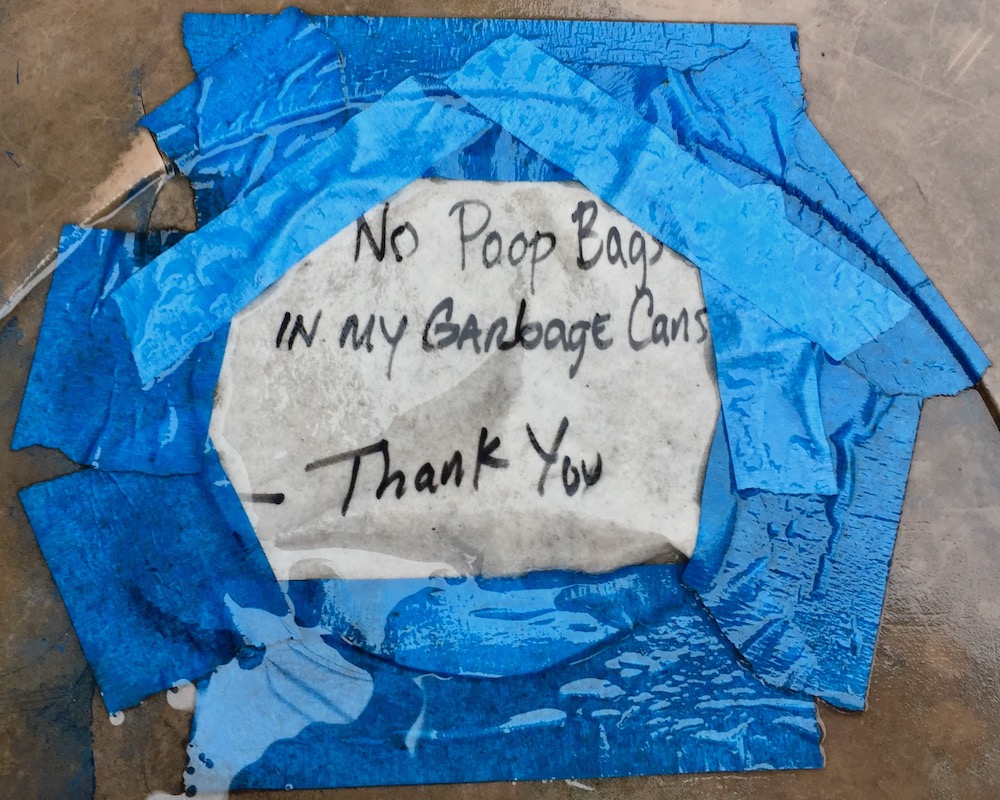 No Poop Bags
IN MY GARbAGE Cans
Thank You